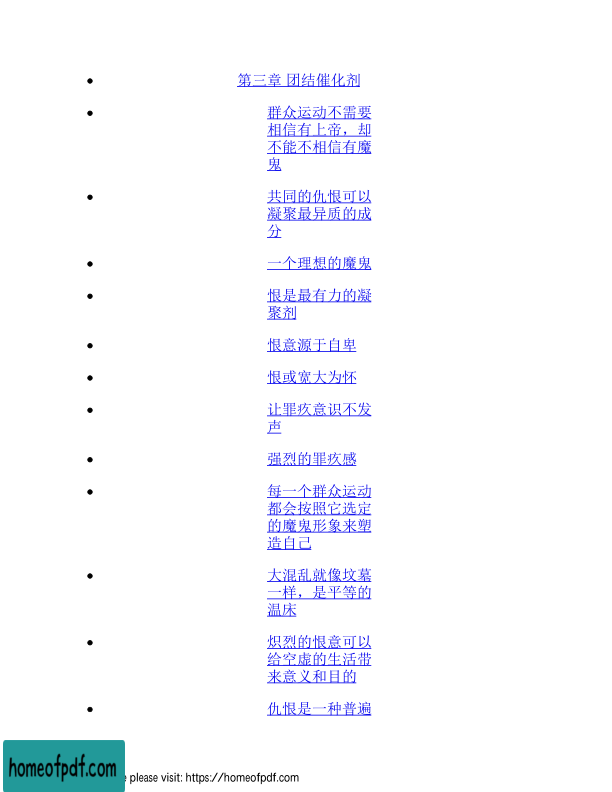 第三章 团结催化剂
群众运动不需要
相信有上帝，却
不能不相信有魔
鬼
共同的仇恨可以
凝聚最异质的成
分
一个理想的魔鬼
恨是最有力的凝
聚剂
恨意源于自卑
恨或宽大为怀
让罪疚意识不发
声
强烈的罪疚感
每一个群众运动
都会按照它选定
的魔鬼形象来塑
造自己
大混乱就像坟墓
一样，是平等的
温床
炽烈的恨意可以
给空虚的生活带
来意义和目的
仇恨是一种普遍
homeofpdf.com
e please visit: https://homeofpdf.com